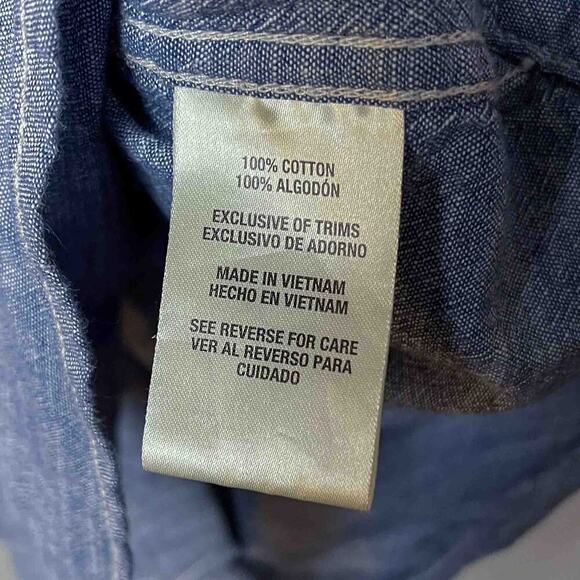 100% COTTON
100% ALGODÓN
EXCLUSIVE OF TRIMS
EXCLUSIVO DE ADORNO
MADE IN VIETNAM
HECHO EN VIETNAM
SEE REVERSE FOR CARE
VER AL REVERSO PARA
CUIDADO